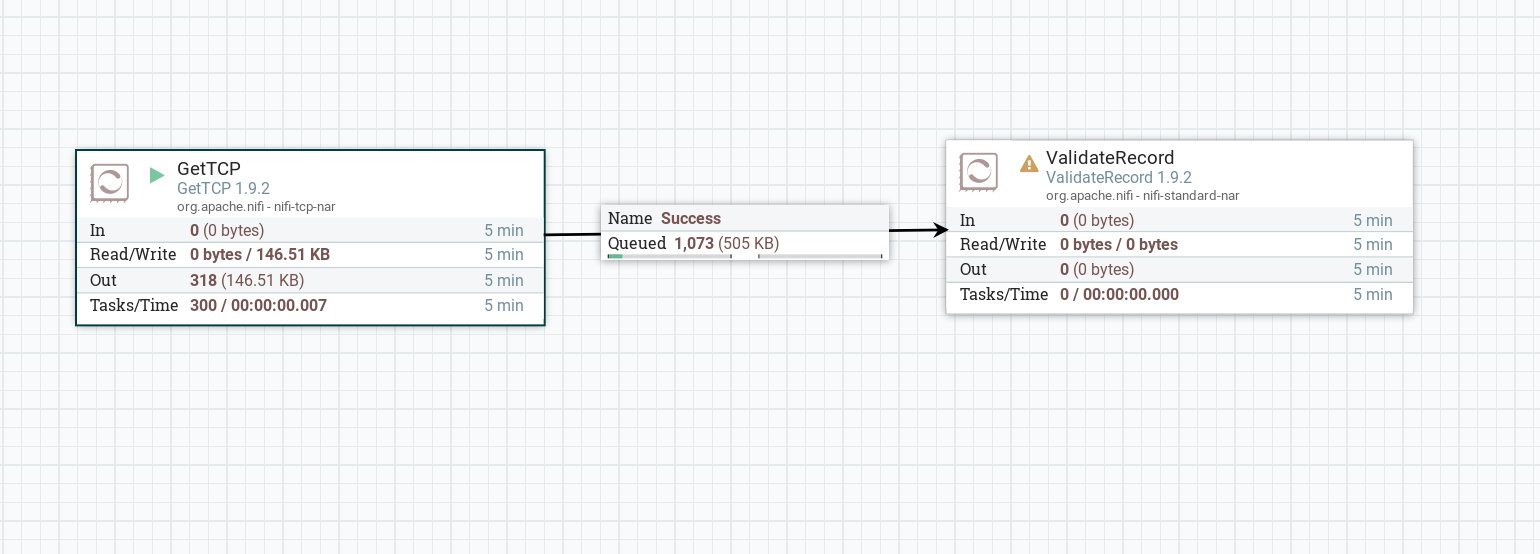 GetTCP
GetTCP 1.9.2
org.apache.nifi - nifi-tcp-nar
In 0 (0 bytes) 5 min
Read/Write 0 bytes / 146.51 KB 5 min
Out 318 (146.51 KB) 5 min
Tasks/Time 300 / 00:00:00.007 5 min
Name Success
Queued 1,073 (505 KB)
ValidateRecord
ValidateRecord 1.9.2
org.apache.nifi - nifi-standard-nar
In 0 (0 bytes) 5 min
Read/Write 0 bytes / 0 bytes 5 min
Out 0 (0 bytes) 5 min
Tasks/Time 0 / 00:00:00.000 5 min